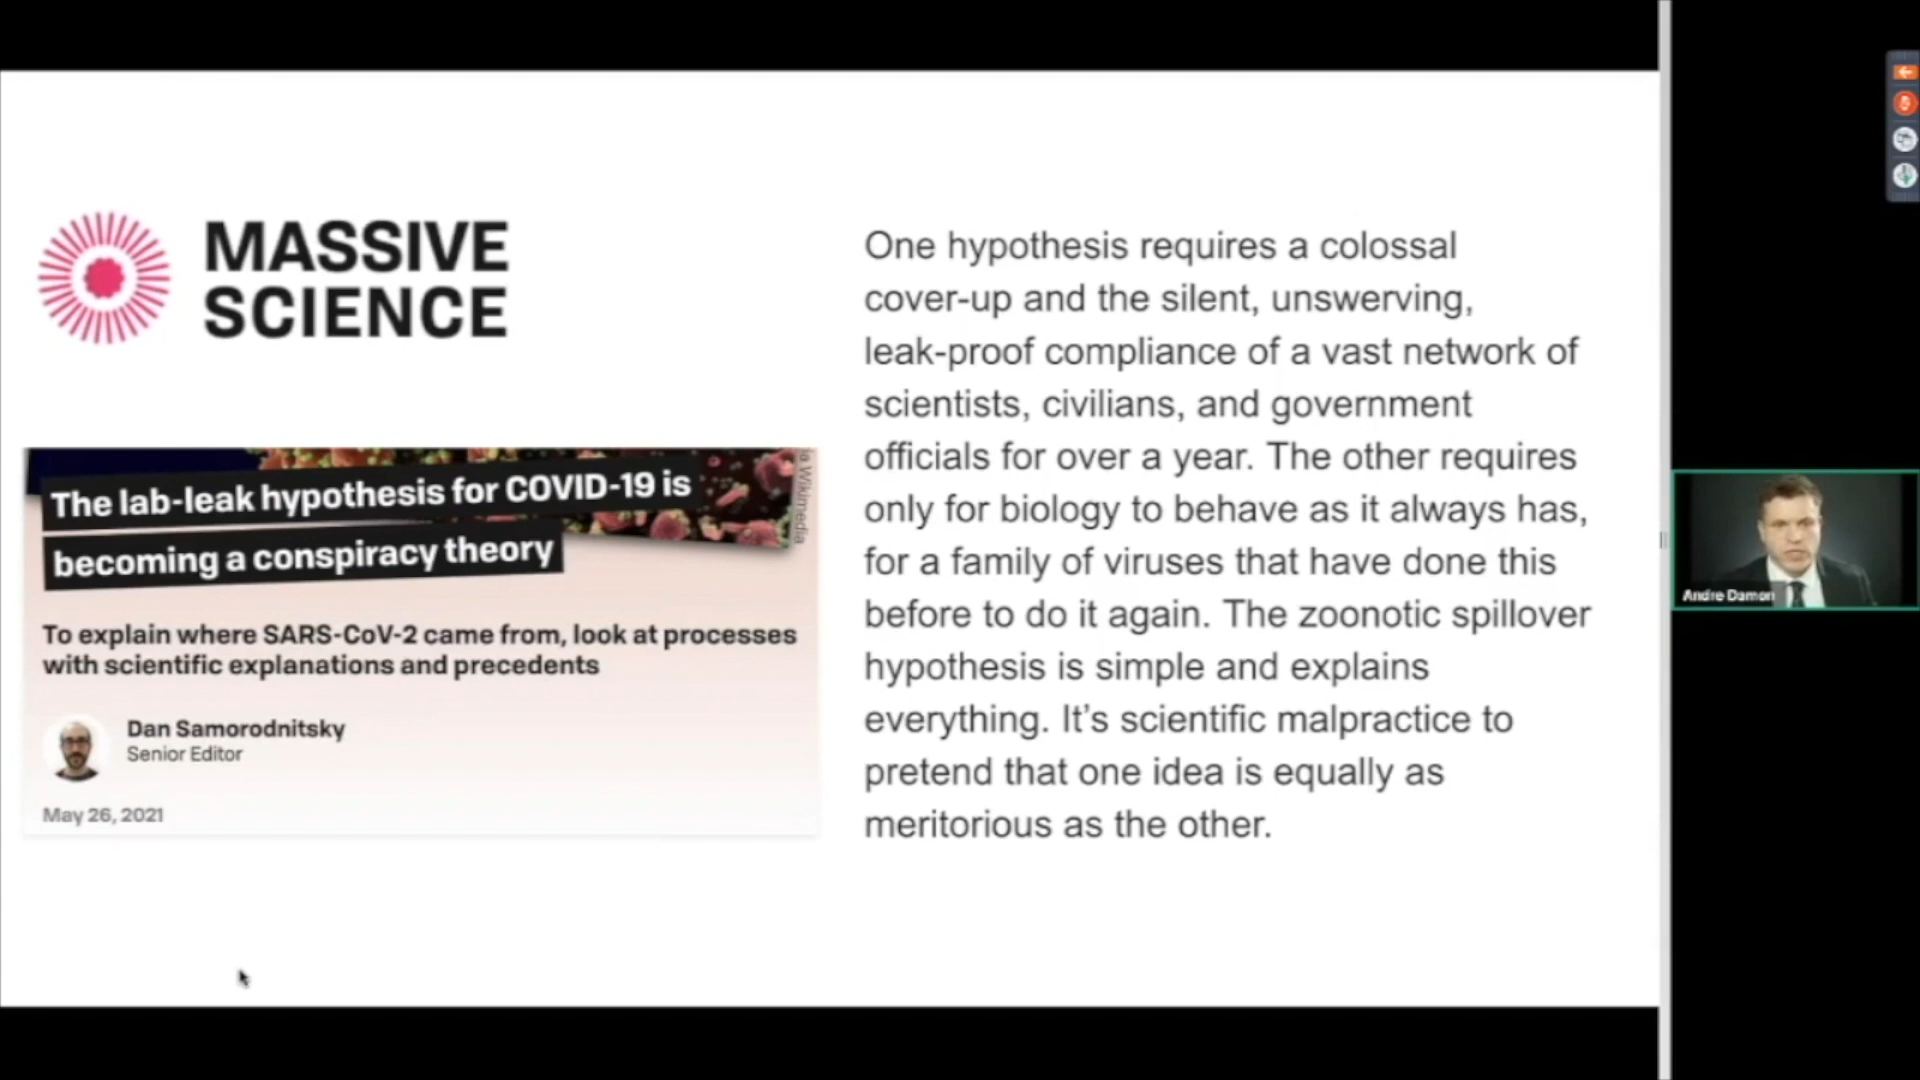 MASSIVE
SCIENCE
The lab-leak hypothesis for COVID-19 is
becoming a conspiracy theory
To explain where SARS-CoV-2 came from, look at processes
with scientific explanations and precedents
Dan Samorodnitsky
Senior Editor
May 26, 2021
One hypothesis requires a colossal
cover-up and the silent, unswerving,
leak-proof compliance of a vast network of
scientists, civilians, and government
officials for over a year. The other requires
only for biology to behave as it always has,
for a family of viruses that have done this
before to do it again. The zoonotic spillover
hypothesis is simple and explains
everything. It’s scientific malpractice to
pretend that one idea is equally as
meritorious as the other.
Wikimedia
Andre Damon